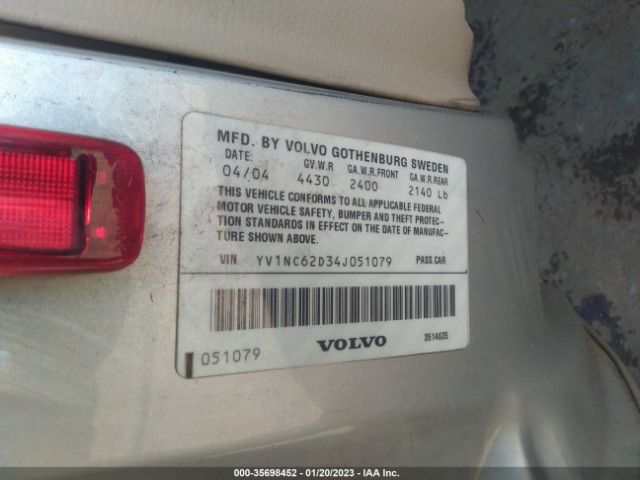 MFD. BY VOLVO GOTHENBURG SWEDEN
DATE: GV.W.R GA.W.R.FRONT GA.W.R.REAR
04/04 4430 2400 2140 Lb
THIS VEHICLE CONFORMS TO ALL APPLICABLE FEDERAL
MOTOR VEHICLE SAFETY, BUMPER AND THEFT PROTEC-
TION STANDARDS IN EFFECT ON THE DATE OF MANUFAC-
TURE SHOWN ABOVE.
VIN YV1NC62D34J051079 PASS.CAR
051079 VOLVO 3514635
000-35698452 - 01/20/2023 - IAA Inc.